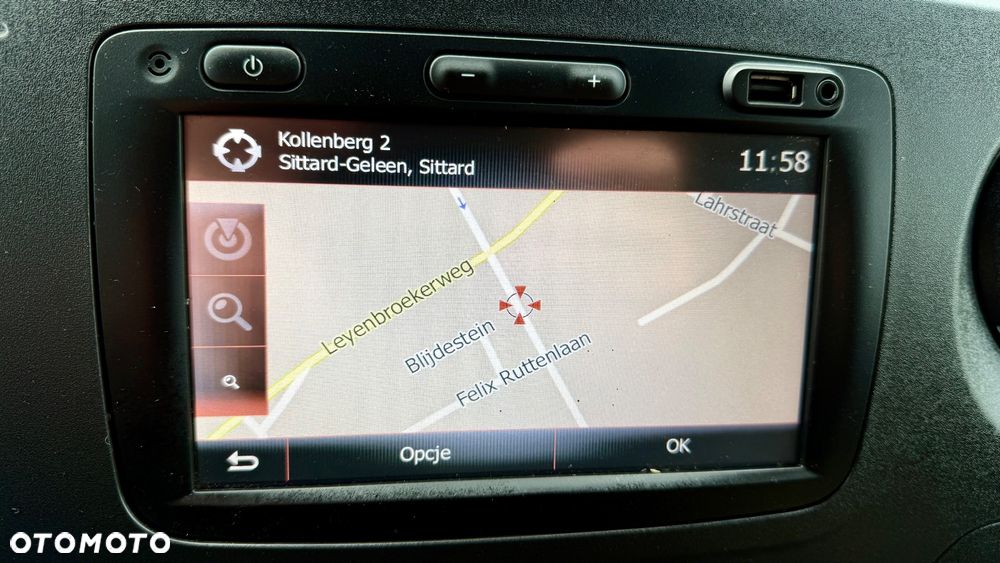 Kollenberg 2
Sittard-Geleen, Sittard
11:58
Lahrstraat
Leyenbroekerweg
Blijdestein
Felix Ruttenlaan
Opcje
OK
OTOMOTO